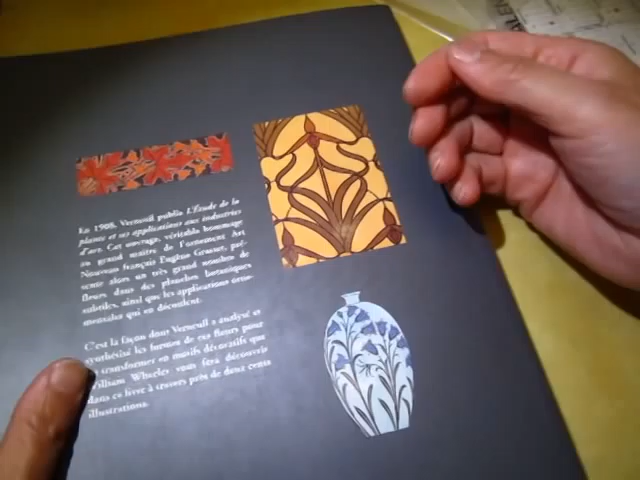 En 1908, Verneuil publia L'Étude de la
plante et ses applications aux industries
d'art. Cet ouvrage, véritable hommage
au grand maître de l'ornement Art
Nouveau français Eugène Grasset, pré-
sente alors un très grand nombre de
fleurs dans des planches botaniques
subtiles, ainsi que les applications orne-
mentales qui en découlent.
C'est la façon dont Verneuil a analysé et
synthétisé les formes de ces fleurs pour
transformer en motifs décoratifs que
William Wheeler vous fera découvrir
dans ce livre à travers près de deux cents
illustrations.